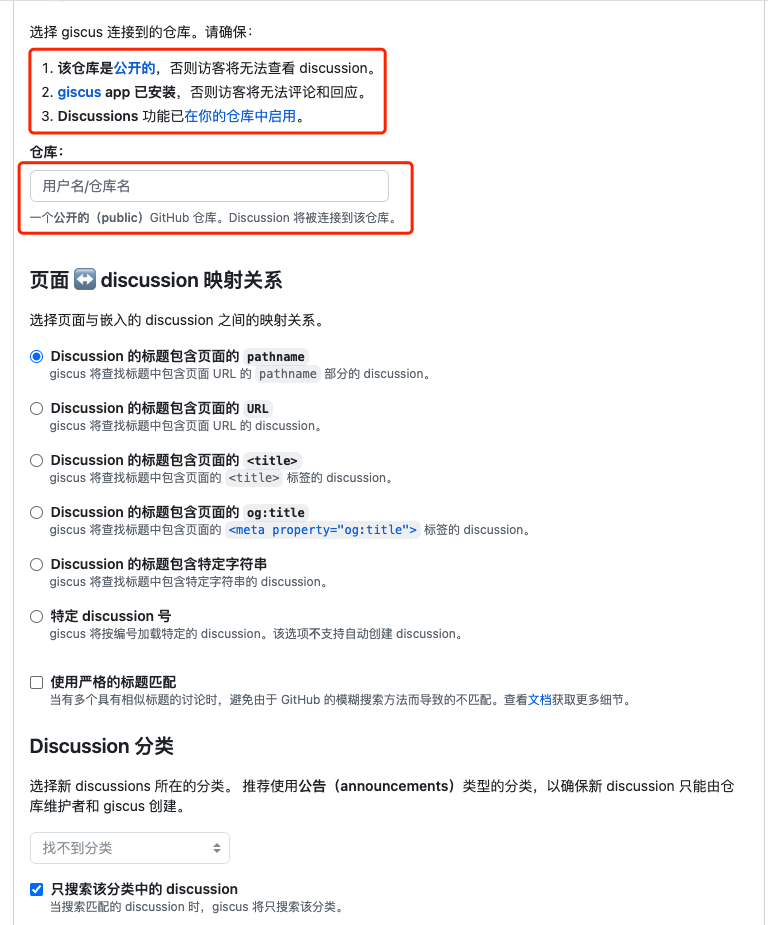 选择 giscus 连接到的仓库。请确保：
1. 该仓库是公开的，否则访客将无法查看 discussion。
2. giscus app 已安装，否则访客将无法评论和回应。
3. Discussions 功能已在你的仓库中启用。
仓库：
用户名/仓库名
一个公开的（public）GitHub 仓库。Discussion 将被连接到该仓库。
页面 ↔️ discussion 映射关系
选择页面与嵌入的 discussion 之间的映射关系。
Discussion 的标题包含页面的 pathname
giscus 将查找标题中包含页面 URL 的 pathname 部分的 discussion。
Discussion 的标题包含页面的 URL
giscus 将查找标题中包含页面 URL 的 discussion。
Discussion 的标题包含页面的 <title>
giscus 将查找标题中包含页面的 <title> 标签的 discussion。
Discussion 的标题包含页面的 og:title
giscus 将查找标题中包含页面的 <meta property="og:title"> 标签的 discussion。
Discussion 的标题包含特定字符串
giscus 将查找标题中包含特定字符串的 discussion。
特定 discussion 号
giscus 将按编号加载特定的 discussion。该选项不支持自动创建 discussion。
使用严格的标题匹配
当有多个具有相似标题的讨论时，避免由于 GitHub 的模糊搜索方法而导致的不匹配。查看文档获取更多细节。
Discussion 分类
选择新 discussions 所在的分类。 推荐使用公告（announcements）类型的分类，以确保新 discussion 只能由仓
库维护者和 giscus 创建。
找不到分类
只搜索该分类中的 discussion
当搜索匹配的 discussion 时，giscus 将只搜索该分类。